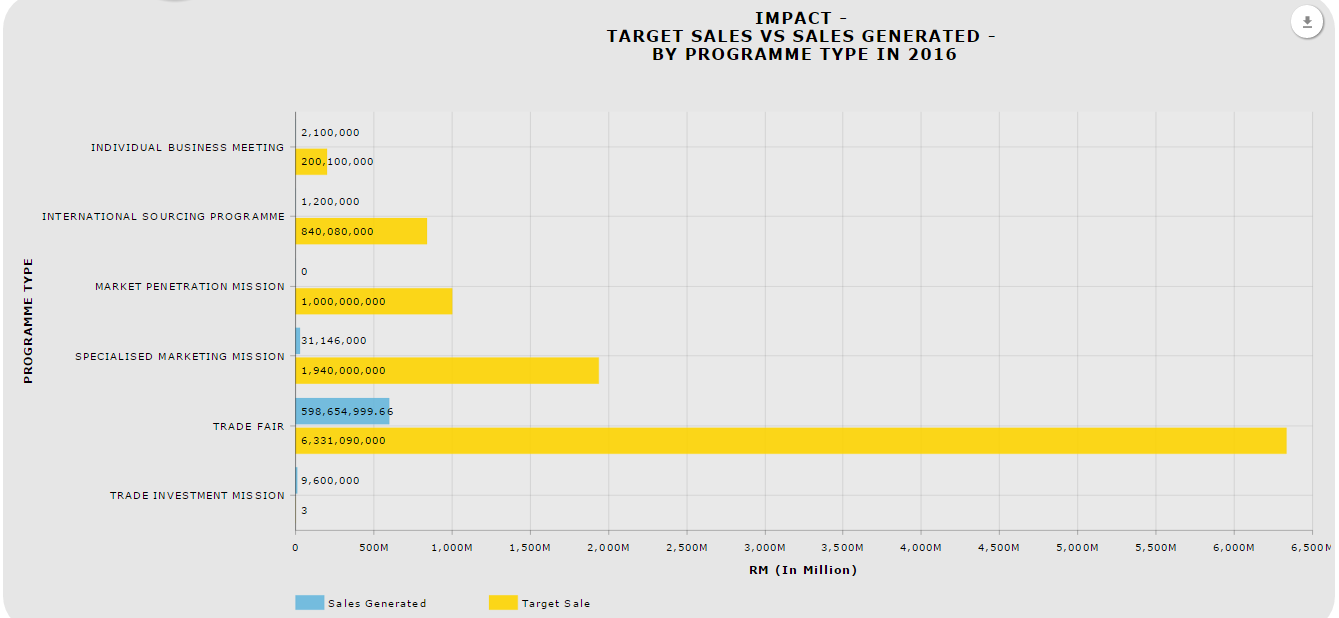 IMPACT -
TARGET SALES VS SALES GENERATED -
BY PROGRAMME TYPE IN 2016
PROGRAMME TYPE
2,100,000
INDIVIDUAL BUSINESS MEETING
200,100,000
1,200,000
INTERNATIONAL SOURCING PROGRAMME
840,080,000
0
MARKET PENETRATION MISSION
1,000,000,000
31,146,000
SPECIALISED MARKETING MISSION
1,940,000,000
598,654,999.66
TRADE FAIR
6,331,090,000
9,600,000
TRADE INVESTMENT MISSION
3
0 500M 1,000M 1,500M 2,000M 2,500M 3,000M 3,500M 4,000M 4,500M 5,000M 5,500M 6,000M 6,500M
RM (In Million)
Sales Generated Target Sale